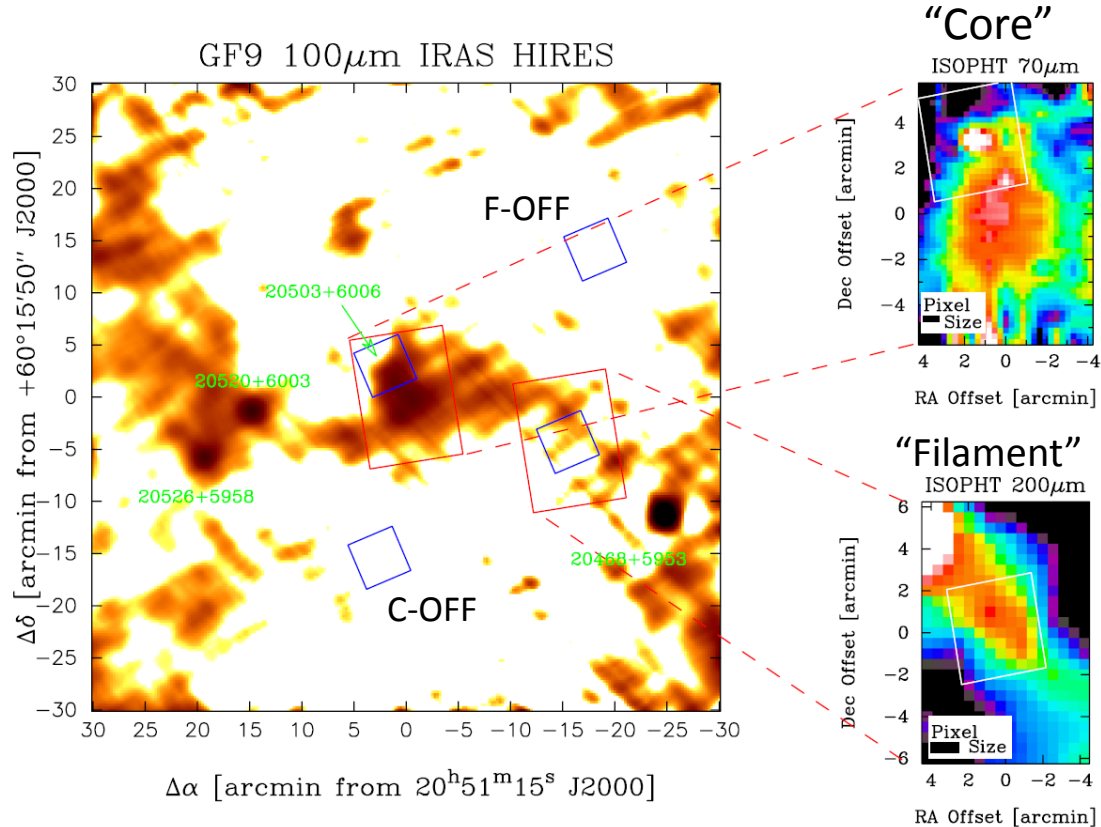 GF9 100μm IRAS HIRES
Δδ [arcmin from +60°15'50" J2000]
30
25
20
15
10
5
0
−5
−10
−15
−20
−25
−30
F-OFF
20503+6006
20520+6003
20526+5958
20468+5953
C-OFF
30 25 20 15 10 5 0 −5 −10 −15 −20 −25 −30
Δα [arcmin from 20h51m15s J2000]
“Core”
ISOPHT 70μm
Dec Offset [arcmin]
4
2
0
−2
−4
Pixel
Size
4 2 0 −2 −4
RA Offset [arcmin]
“Filament”
ISOPHT 200μm
Dec Offset [arcmin]
6
4
2
0
−2
−4
−6
Pixel
Size
4 2 0 −2 −4
RA Offset [arcmin]